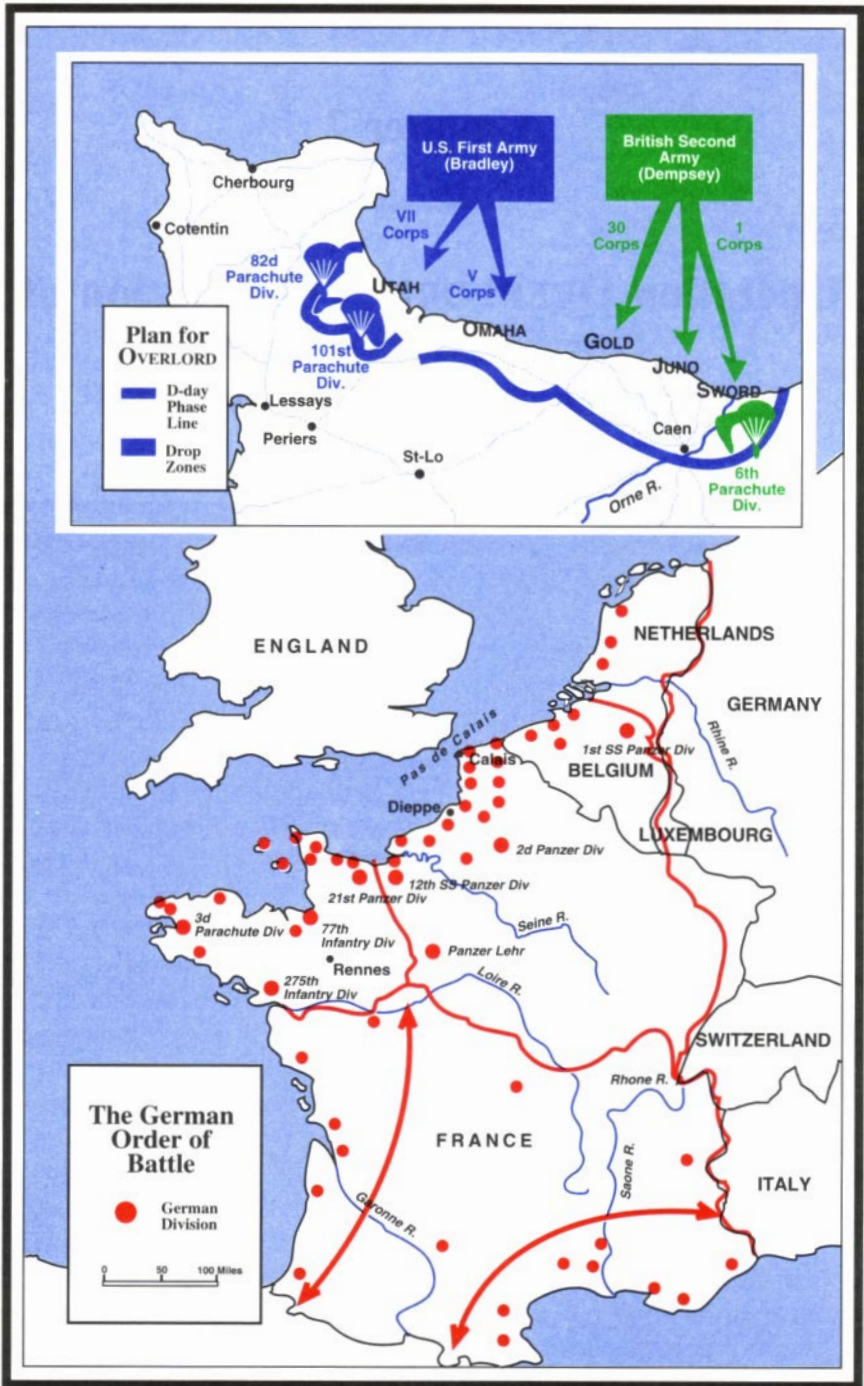 U.S. First Army
(Bradley)
British Second
Army
(Dempsey)
Cherbourg
Cotentin
VII
Corps
30
Corps
1
Corps
82d
Parachute
Div.
UTAH
V
Corps
OMAHA
GOLD
JUNO
SWORD
101st
Parachute
Div.
Plan for
OVERLORD
D-day
Phase
Line
Drop
Zones
Lessays
Periers
St-Lo
Caen
Orne R.
6th
Parachute
Div.
ENGLAND
NETHERLANDS
GERMANY
Rhine R.
Pas de Calais
Calais
1st SS Panzer Div
BELGIUM
Dieppe
LUXEMBOURG
2d Panzer Div
12th SS Panzer Div
21st Panzer Div
Seine R.
3d
Parachute Div
77th
Infantry Div
Rennes
Panzer Lehr
Loire R.
275th
Infantry Div
SWITZERLAND
Rhone R.
The German
Order of
Battle
German
Division
0 50 100 Miles
FRANCE
Saone R.
Garonne R.
ITALY